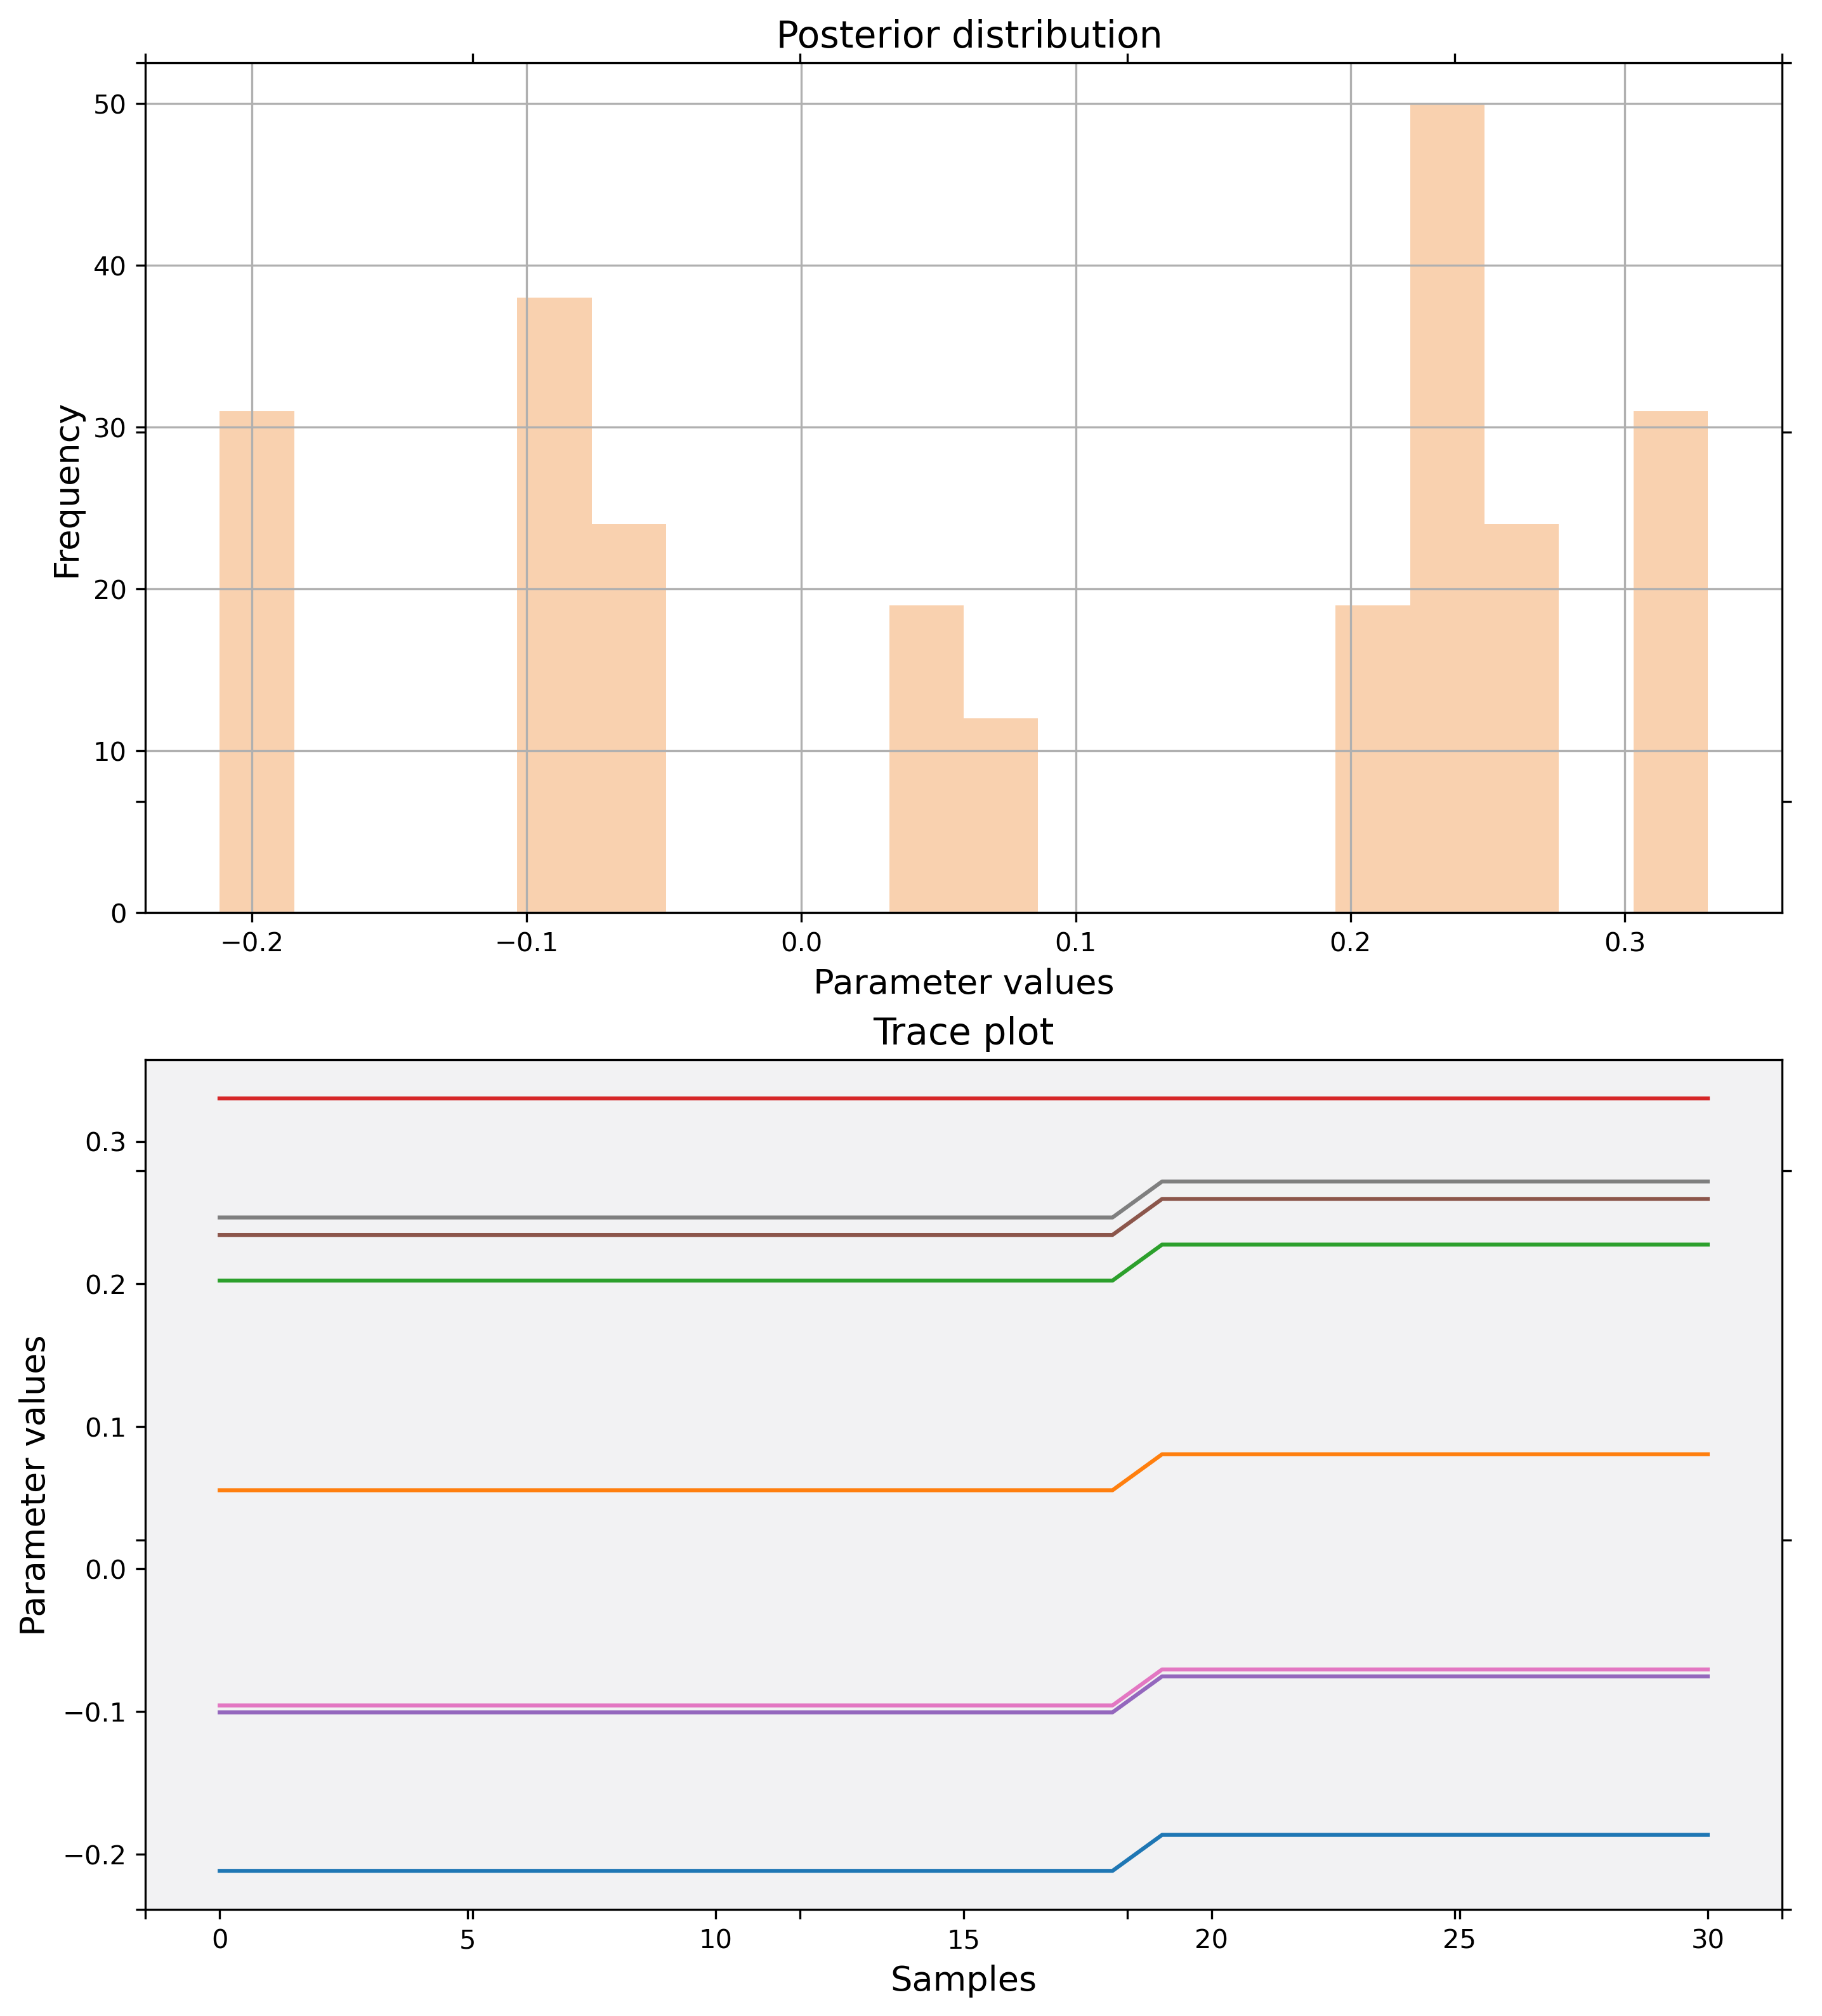 Posterior distribution
50
40
30
20
10
0
Frequency
−0.2 −0.1 0.0 0.1 0.2 0.3
Parameter values
Trace plot
0.3
0.2
0.1
0.0
−0.1
−0.2
Parameter values
0 5 10 15 20 25 30
Samples